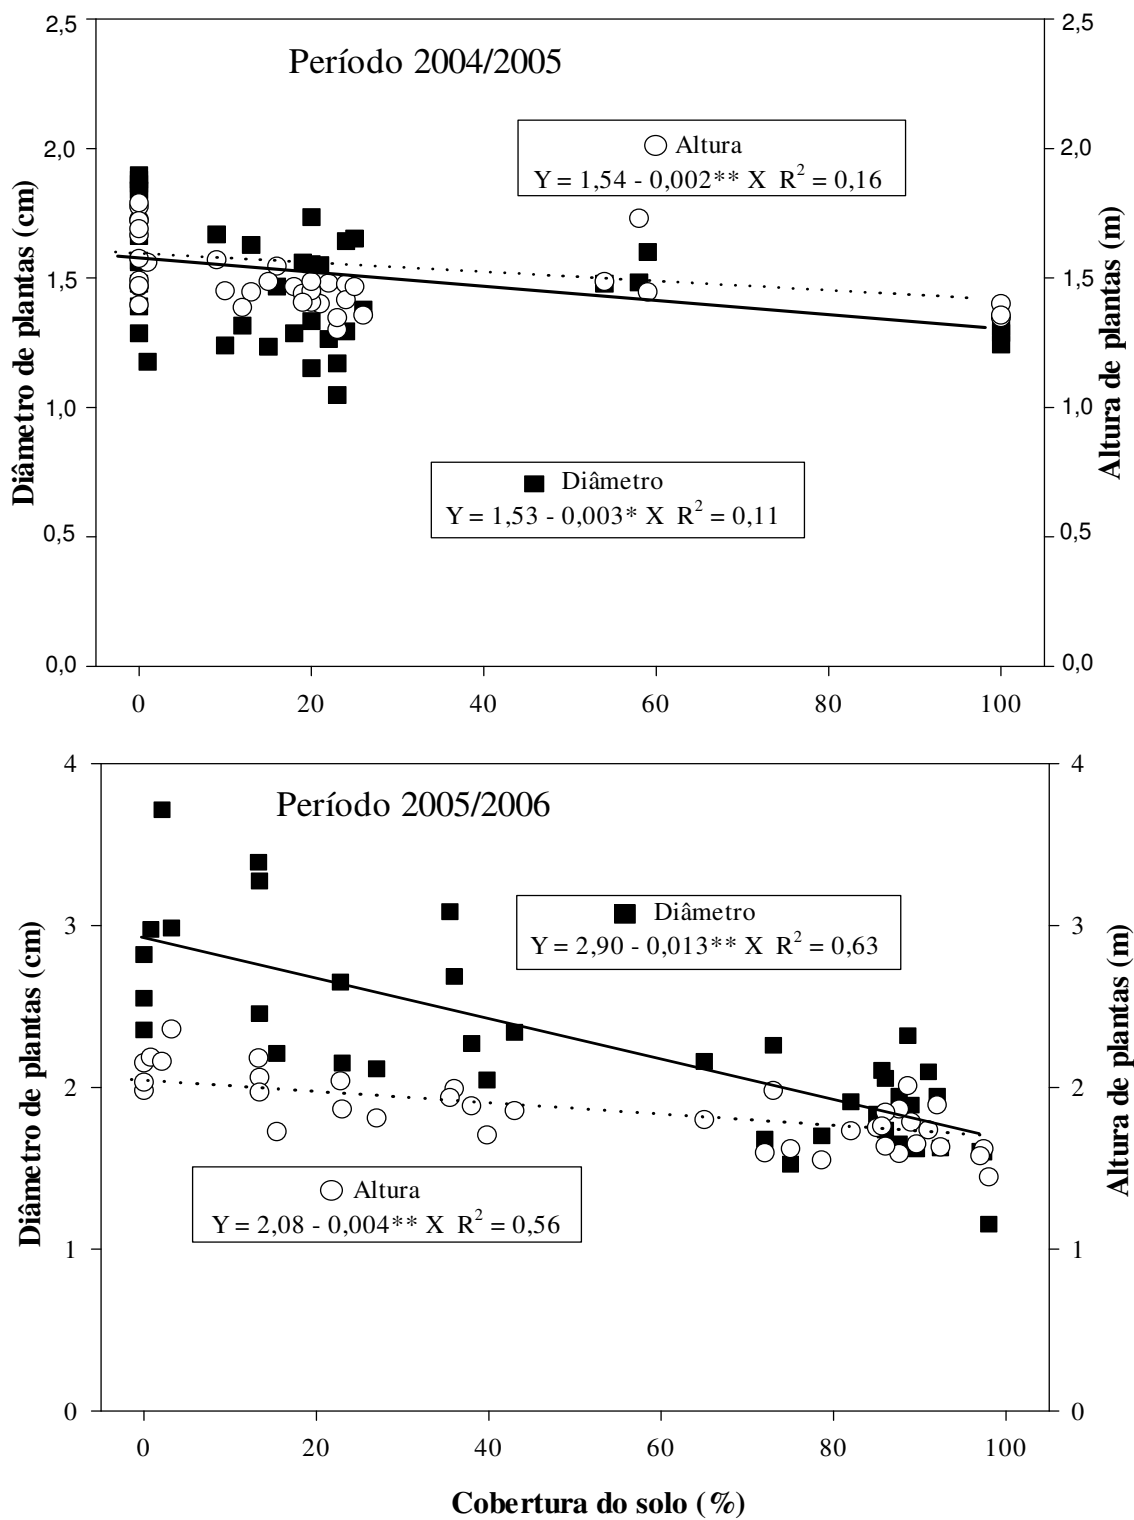 Período 2004/2005
Diâmetro de plantas (cm)
2,5
2,0
1,5
1,0
0,5
0,0
Altura
Y = 1,54 - 0,002** X R² = 0,16
Diâmetro
Y = 1,53 - 0,003* X R² = 0,11
2,5
2,0
1,5
1,0
0,5
0,0
Altura de plantas (m)
0 20 40 60 80 100
Período 2005/2006
Diâmetro de plantas (cm)
4
3
2
1
0
Diâmetro
Y = 2,90 - 0,013** X R² = 0,63
Altura
Y = 2,08 - 0,004** X R² = 0,56
4
3
2
1
0
Altura de plantas (m)
0 20 40 60 80 100
Cobertura do solo (%)